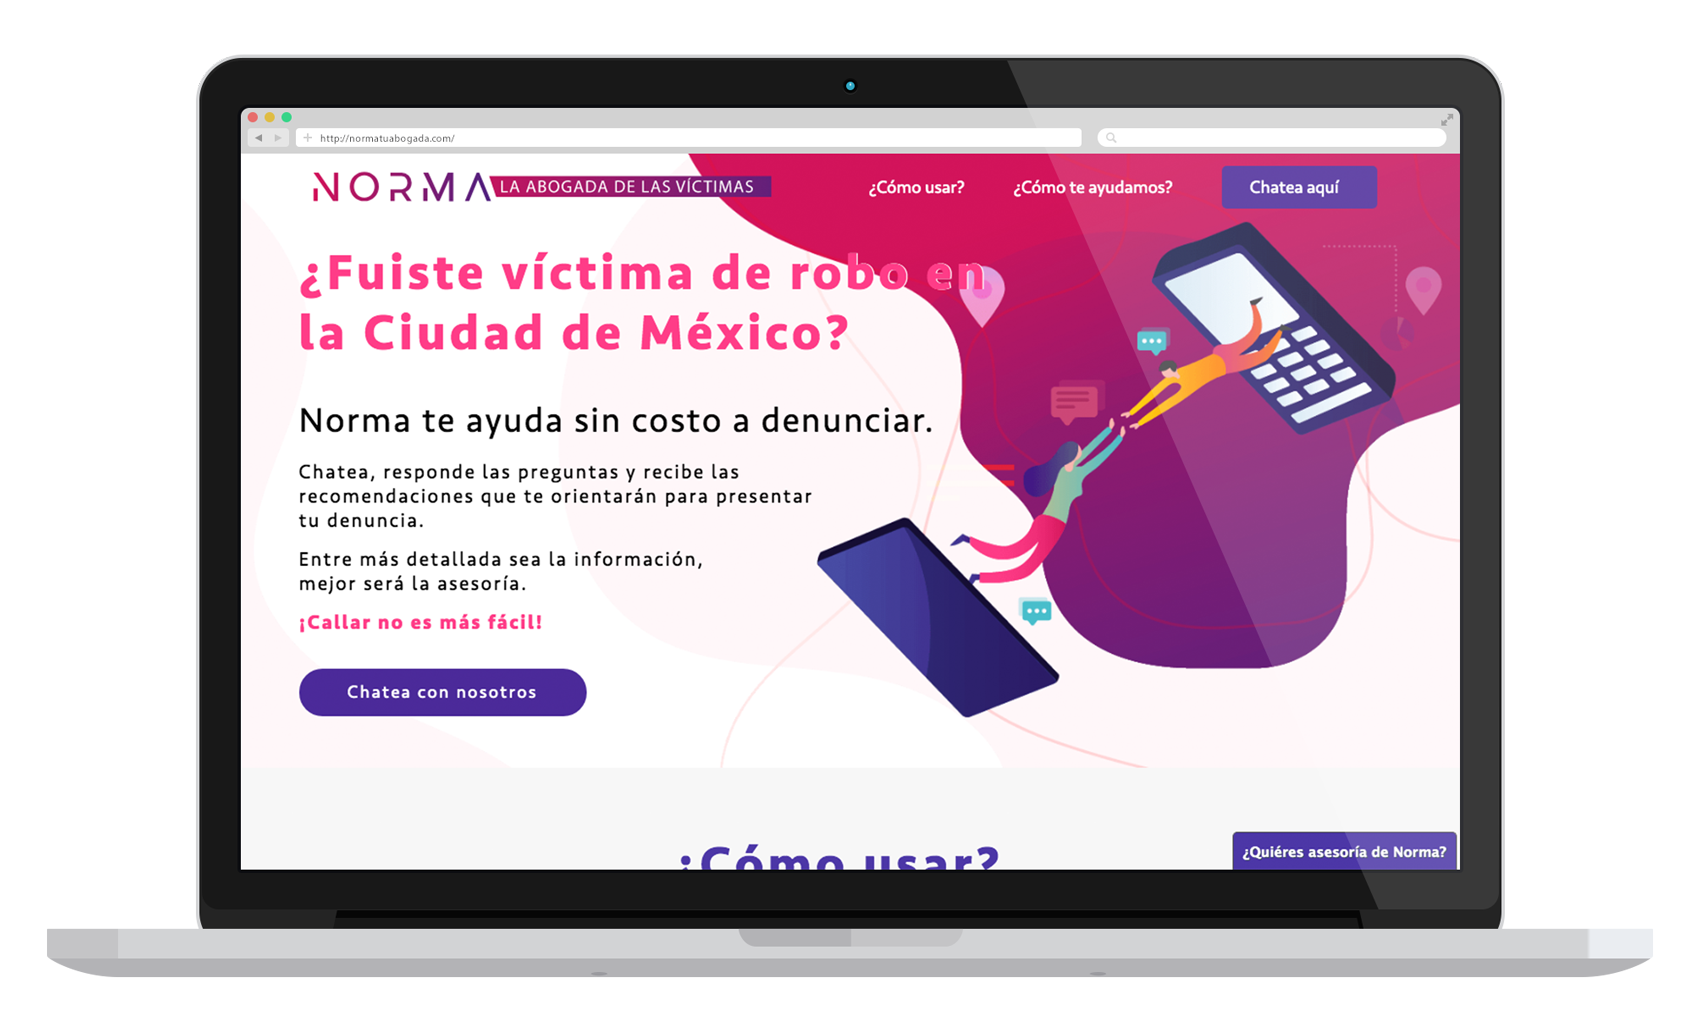 http://normatuabogada.com/
NORMA LA ABOGADA DE LAS VÍCTIMAS
¿Cómo usar?
¿Cómo te ayudamos?
Chatea aquí
¿Fuiste víctima de robo en
la Ciudad de México?
Norma te ayuda sin costo a denunciar.
Chatea, responde las preguntas y recibe las
recomendaciones que te orientarán para presentar
tu denuncia.
Entre más detallada sea la información,
mejor será la asesoría.
¡Callar no es más fácil!
Chatea con nosotros
¿Cómo usar?
¿Quiéres asesoría de Norma?